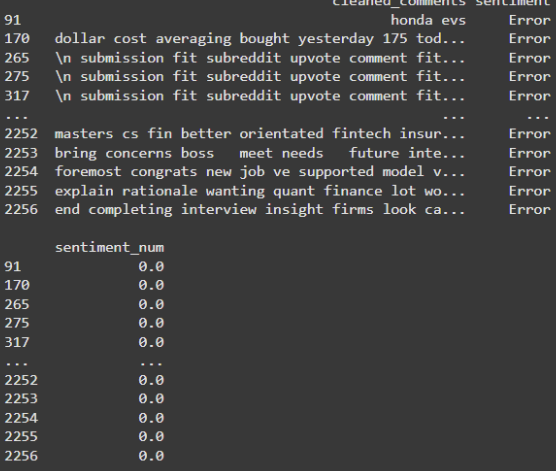 cleaned_comments sentiment
91 honda evs Error
170 dollar cost averaging bought yesterday 175 tod... Error
265 \n submission fit subreddit upvote comment fit... Error
275 \n submission fit subreddit upvote comment fit... Error
317 \n submission fit subreddit upvote comment fit... Error
... ... ...
2252 masters cs fin better orientated fintech insur... Error
2253 bring concerns boss   meet needs   future inte... Error
2254 foremost congrats new job ve supported model v... Error
2255 explain rationale wanting quant finance lot wo... Error
2256 end completing interview insight firms look ca... Error
sentiment_num
91 0.0
170 0.0
265 0.0
275 0.0
317 0.0
... ...
2252 0.0
2253 0.0
2254 0.0
2255 0.0
2256 0.0